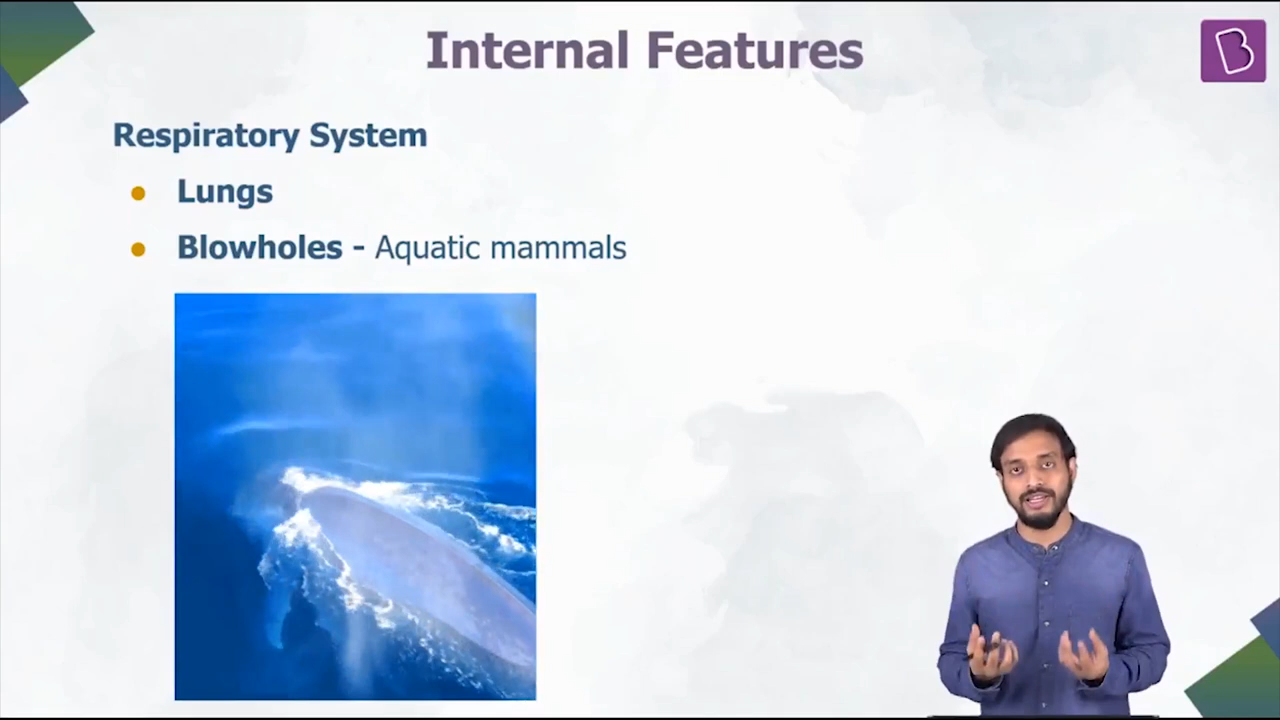 Internal Features
Respiratory System
Lungs
Blowholes - Aquatic mammals